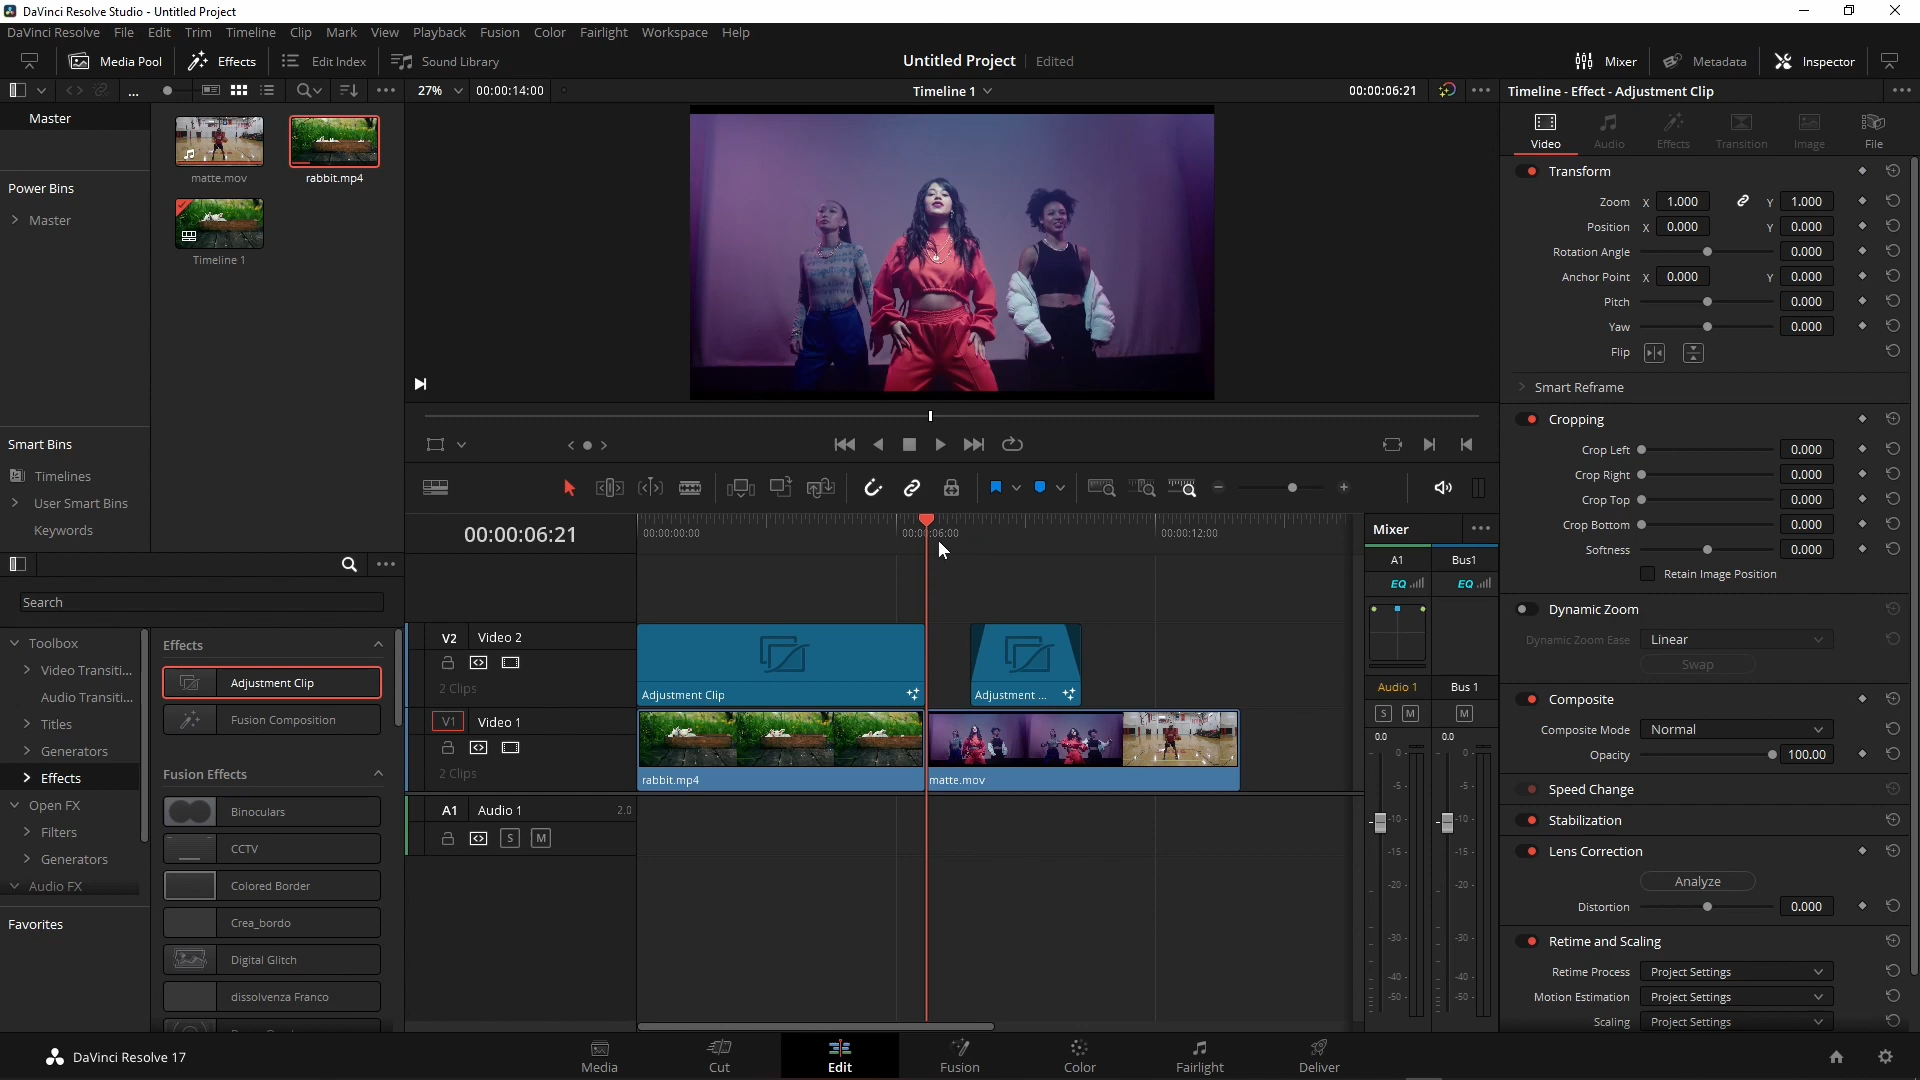 DaVinci Resolve Studio - Untitled Project
DaVinci Resolve File Edit Trim Timeline Clip Mark View Playback Fusion Color Fairlight Workspace Help
Media Pool Effects Edit Index Sound Library Untitled Project Edited Mixer Metadata Inspector
27% 00:00:14:00 Timeline 1 00:00:06:21 Timeline - Effect - Adjustment Clip
Master
Power Bins
Master
matte.mov rabbit.mp4
Timeline 1
Smart Bins
Timelines
User Smart Bins
Keywords
Search
Toolbox
Video Transiti...
Audio Transiti...
Titles
Generators
Effects
Open FX
Filters
Generators
Audio FX
Favorites
Effects
Adjustment Clip
Fusion Composition
Fusion Effects
Binoculars
CCTV
Colored Border
Crea_bordo
Digital Glitch
dissolvenza Franco
00:00:06:21 00:00:00:00 00:00:06:00 00:00:12:00
V2 Video 2
2 Clips
Adjustment Clip Adjustment ...
V1 Video 1
2 Clips
rabbit.mp4 matte.mov
A1 Audio 1 2.0
S M
Mixer
A1 Bus1
EQ EQ
Audio 1 Bus 1
S M M
0.0 0.0
0 0
-5 -5
-10 -10
-15 -15
-20 -20
-30 -30
-40 -40
-50 -50
Video Audio Effects Transition Image File
Transform
Zoom X 1.000 Y 1.000
Position X 0.000 Y 0.000
Rotation Angle 0.000
Anchor Point X 0.000 Y 0.000
Pitch 0.000
Yaw 0.000
Flip
Smart Reframe
Cropping
Crop Left 0.000
Crop Right 0.000
Crop Top 0.000
Crop Bottom 0.000
Softness 0.000
Retain Image Position
Dynamic Zoom
Dynamic Zoom Ease Linear
Swap
Composite
Composite Mode Normal
Opacity 100.00
Speed Change
Stabilization
Lens Correction
Analyze
Distortion 0.000
Retime and Scaling
Retime Process Project Settings
Motion Estimation Project Settings
Scaling Project Settings
DaVinci Resolve 17 Media Cut Edit Fusion Color Fairlight Deliver